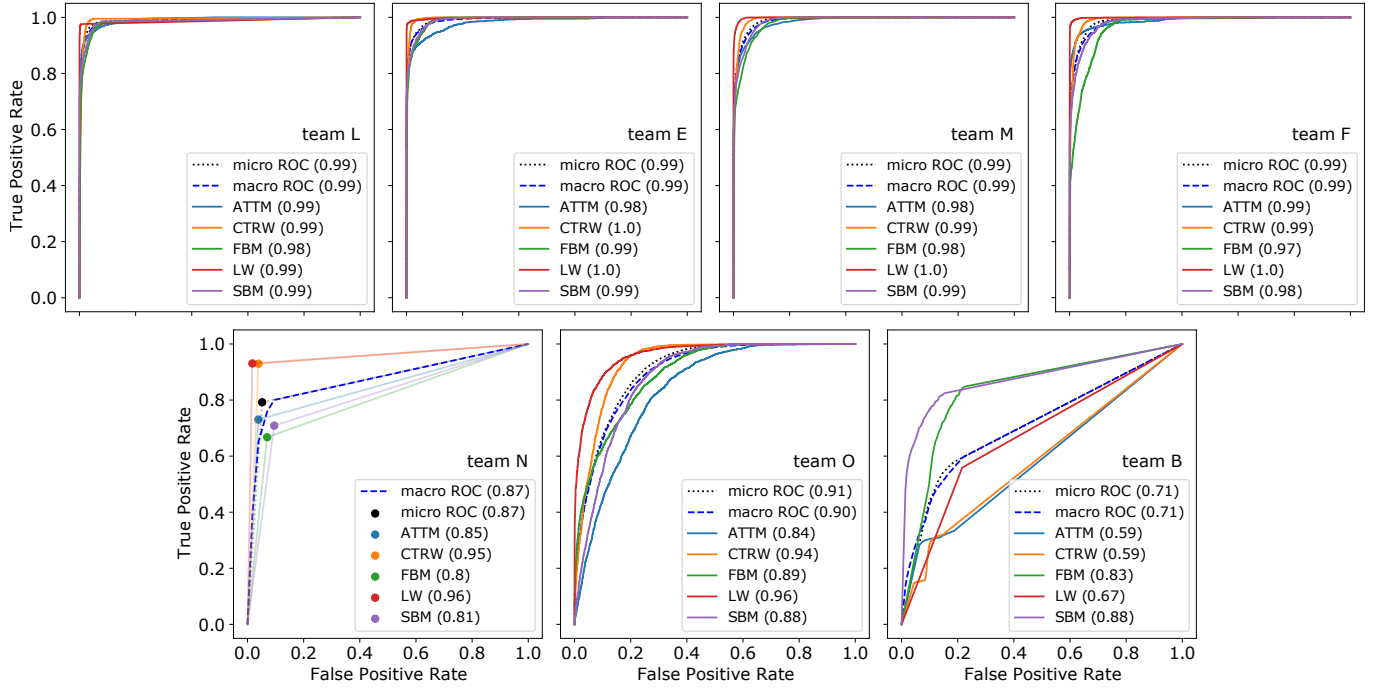 True Positive Rate
1.0
0.8
0.6
0.4
0.2
0.0
team L
micro ROC (0.99)
macro ROC (0.99)
ATTM (0.99)
CTRW (0.99)
FBM (0.98)
LW (0.99)
SBM (0.99)
team E
micro ROC (0.99)
macro ROC (0.99)
ATTM (0.98)
CTRW (1.0)
FBM (0.99)
LW (1.0)
SBM (0.99)
team M
micro ROC (0.99)
macro ROC (0.99)
ATTM (0.98)
CTRW (0.99)
FBM (0.98)
LW (1.0)
SBM (0.99)
team F
micro ROC (0.99)
macro ROC (0.99)
ATTM (0.99)
CTRW (0.99)
FBM (0.97)
LW (1.0)
SBM (0.98)
True Positive Rate
1.0
0.8
0.6
0.4
0.2
0.0
team N
macro ROC (0.87)
micro ROC (0.87)
ATTM (0.85)
CTRW (0.95)
FBM (0.8)
LW (0.96)
SBM (0.81)
0.0 0.2 0.4 0.6 0.8 1.0
False Positive Rate
team O
micro ROC (0.91)
macro ROC (0.90)
ATTM (0.84)
CTRW (0.94)
FBM (0.89)
LW (0.96)
SBM (0.88)
0.0 0.2 0.4 0.6 0.8 1.0
False Positive Rate
team B
micro ROC (0.71)
macro ROC (0.71)
ATTM (0.59)
CTRW (0.59)
FBM (0.83)
LW (0.67)
SBM (0.88)
0.0 0.2 0.4 0.6 0.8 1.0
False Positive Rate